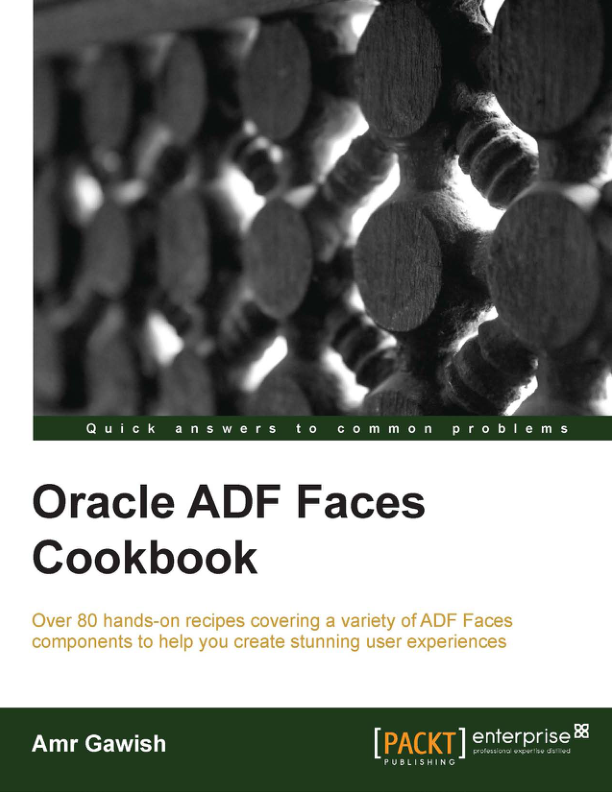 Quick answers to common problems
Oracle ADF Faces
Cookbook
Over 80 hands-on recipes covering a variety of ADF Faces
components to help you create stunning user experiences
Amr Gawish
[PACKT] enterprise
PUBLISHING professional expertise distilled